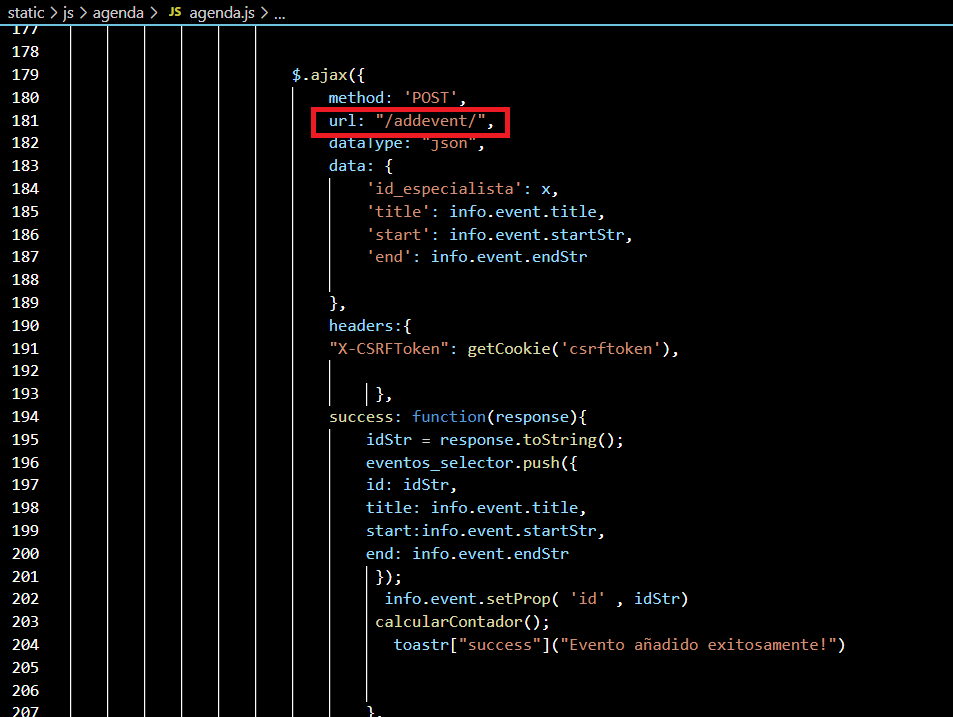 static > js > agenda > JS agenda.js > ...
177
178
179 $.ajax({
180 method: 'POST',
181 url: "/addevent/",
182 dataType: "json",
183 data: {
184 'id_especialista': x,
185 'title': info.event.title,
186 'start': info.event.startStr,
187 'end': info.event.endStr
188
189 },
190 headers:{
191 "X-CSRFToken": getCookie('csrftoken'),
192
193 },
194 success: function(response){
195 idStr = response.toString();
196 eventos_selector.push({
197 id: idStr,
198 title: info.event.title,
199 start:info.event.startStr,
200 end: info.event.endStr
201 });
202 info.event.setProp( 'id' , idStr)
203 calcularContador();
204 toastr["success"]("Evento añadido exitosamente!")
205
206
207 },